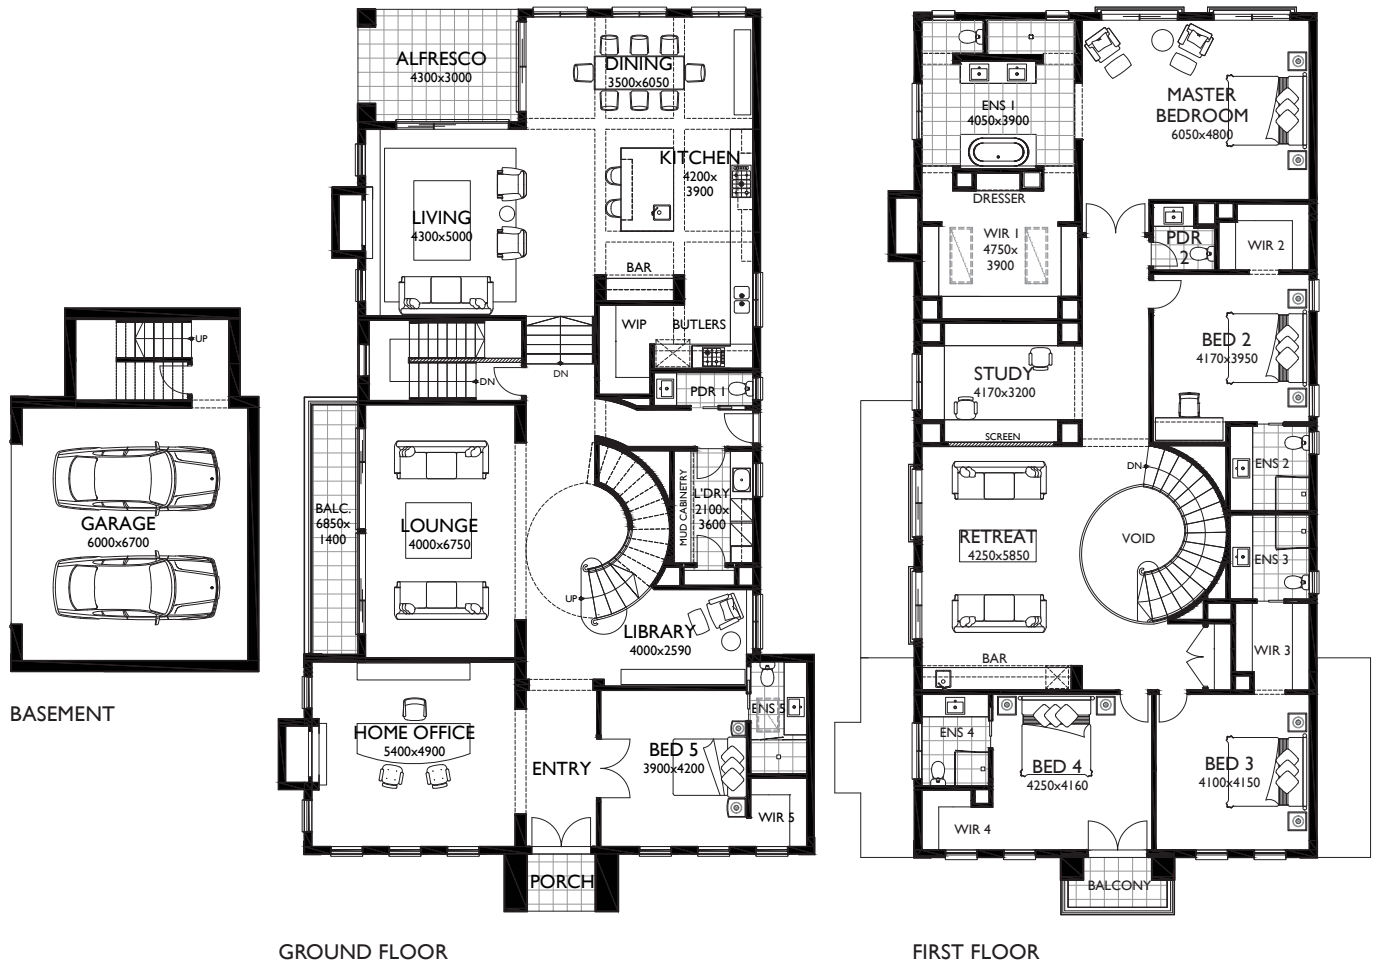 UP
GARAGE
6000x6700
BASEMENT
ALFRESCO
4300x3000
DINING
3500x6050
KITCHEN
4200x
3900
LIVING
4300x5000
BAR
WIP
BUTLERS
DN
DN
PDR 1
BALC.
6850x
1400
LOUNGE
4000x6750
MUD CABINETRY
L'DRY
2100x
3600
UP
LIBRARY
4000x2590
HOME OFFICE
5400x4900
ENTRY
BED 5
3900x4200
ENS 5
WIR 5
PORCH
GROUND FLOOR
ENS 1
4050x3900
MASTER
BEDROOM
6050x4800
DRESSER
WIR 1
4750x
3900
PDR
2
WIR 2
BED 2
4170x3950
STUDY
4170x3200
SCREEN
DN
ENS 2
RETREAT
4250x5850
VOID
ENS 3
BAR
WIR 3
ENS 4
BED 4
4250x4160
BED 3
4100x4150
WIR 4
BALCONY
FIRST FLOOR